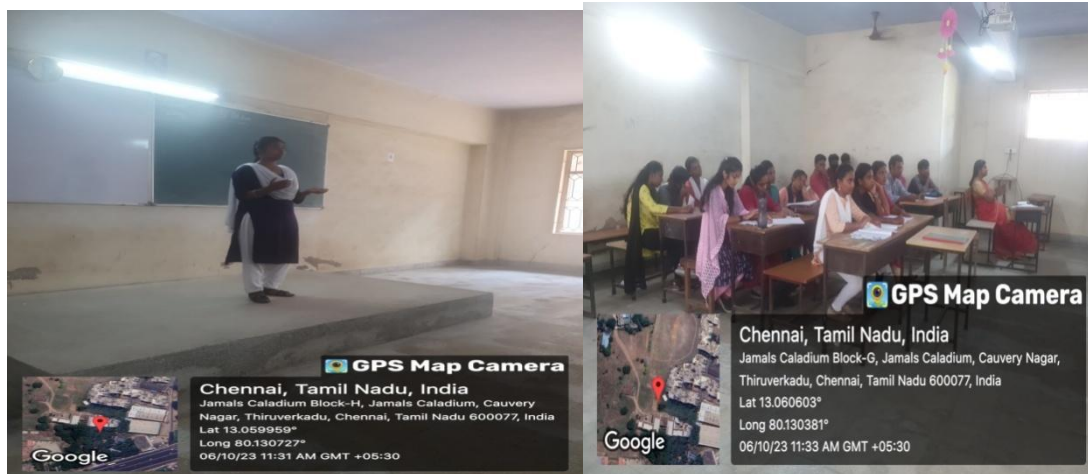 GPS Map Camera
Chennai, Tamil Nadu, India
Jamals Caladium Block-H, Jamals Caladium, Cauvery
Nagar, Thiruverkadu, Chennai, Tamil Nadu 600077, India
Lat 13.059959°
Long 80.130727°
06/10/23 11:31 AM GMT +05:30
Google
GPS Map Camera
Chennai, Tamil Nadu, India
Jamals Caladium Block-G, Jamals Caladium, Cauvery Nagar,
Thiruverkadu, Chennai, Tamil Nadu 600077, India
Lat 13.060603°
Long 80.130381°
06/10/23 11:33 AM GMT +05:30
Google